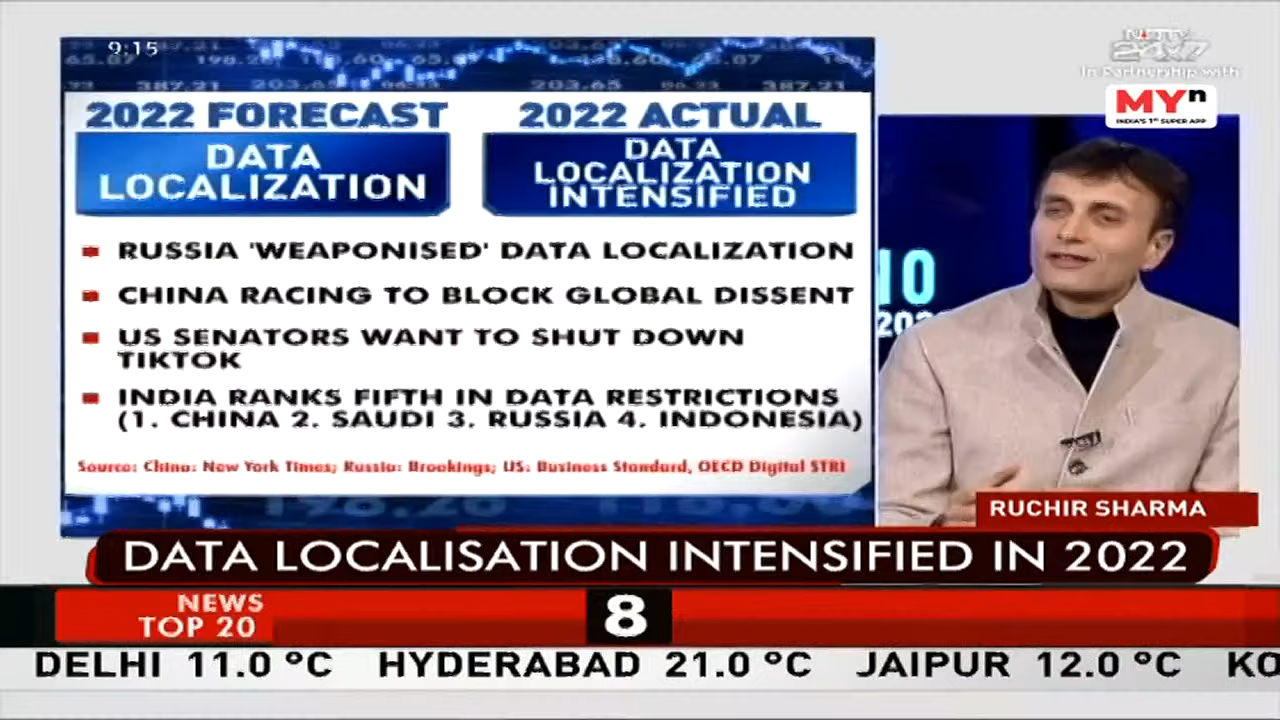 9:15
NDTV
24x7
In Partnership with
MYn
INDIA'S 1ST SUPER APP
2022 FORECAST
DATA
LOCALIZATION
2022 ACTUAL
DATA
LOCALIZATION
INTENSIFIED
RUSSIA 'WEAPONISED' DATA LOCALIZATION
CHINA RACING TO BLOCK GLOBAL DISSENT
US SENATORS WANT TO SHUT DOWN
TIKTOK
INDIA RANKS FIFTH IN DATA RESTRICTIONS
(1. CHINA 2. SAUDI 3. RUSSIA 4. INDONESIA)
Source: China: New York Times; Russia: Brookings; US: Business Standard, OECD Digital STRI
10
RUCHIR SHARMA
DATA LOCALISATION INTENSIFIED IN 2022
NEWS
TOP 20
8
DELHI 11.0 °C HYDERABAD 21.0 °C JAIPUR 12.0 °C KO